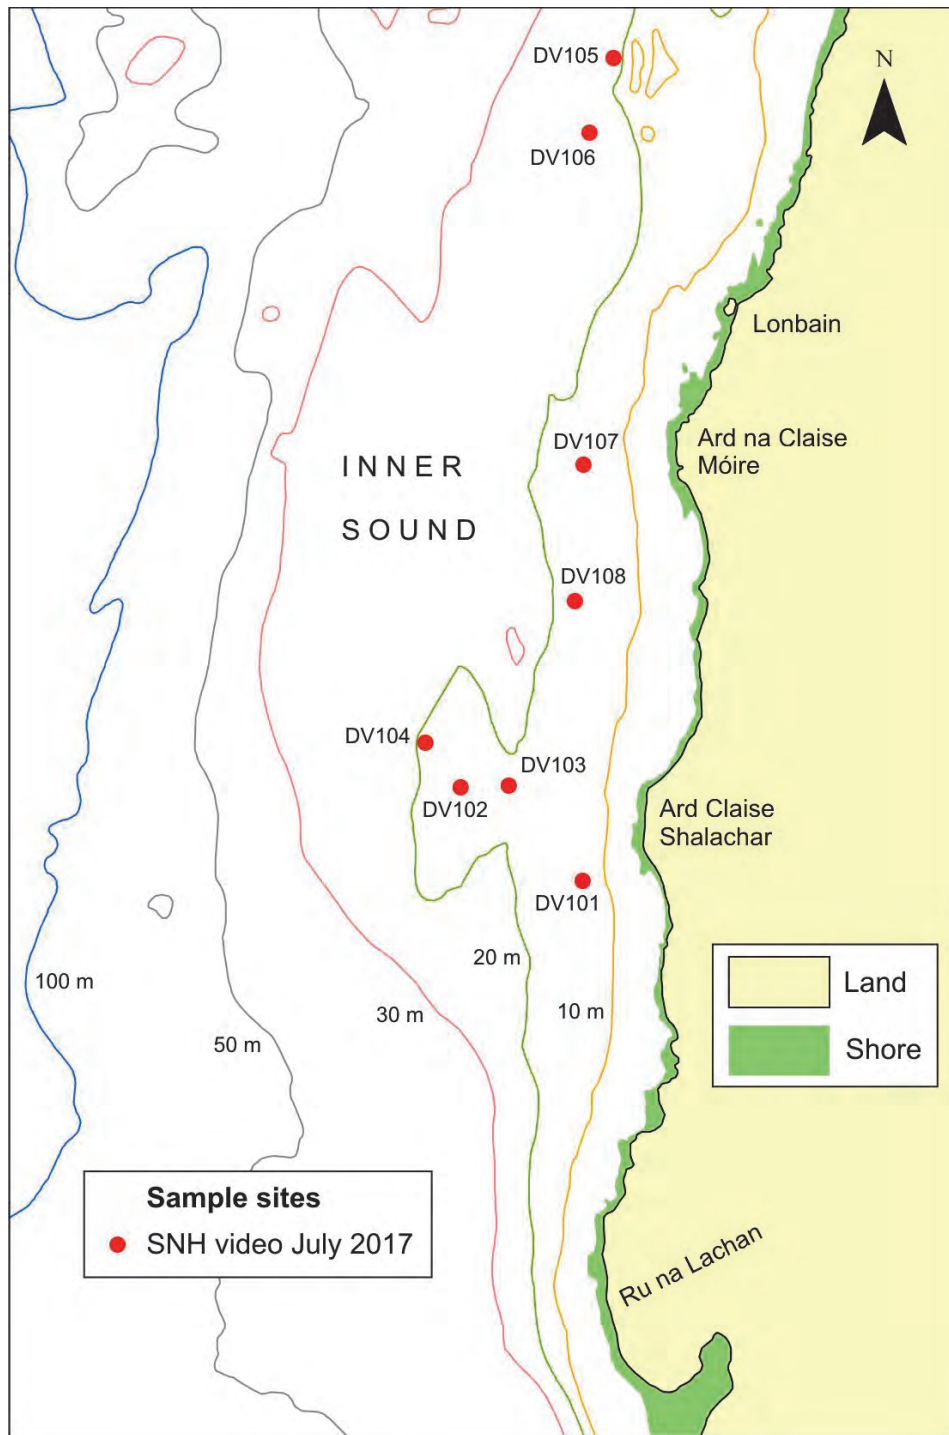 DV105
N
DV106
Lonbain
DV107
Ard na Claise
Móire
INNER
SOUND
DV108
DV104
DV103
DV102
Ard Claise
Shalachar
DV101
20 m
100 m
30 m
10 m
50 m
Land
Shore
Sample sites
SNH video July 2017
Ru na Lachan